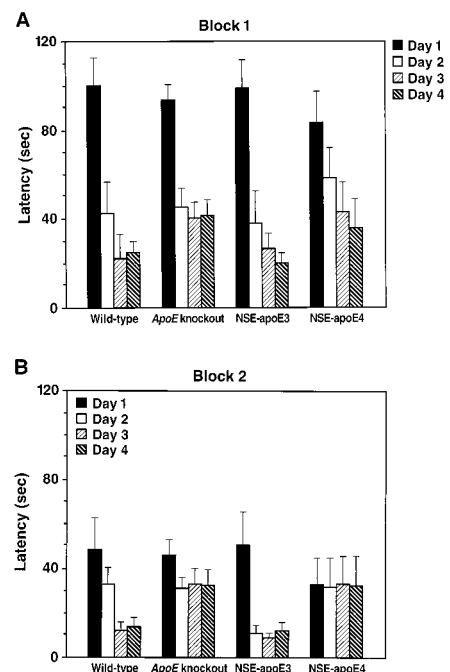 A
Block 1
120
80
40
0
Latency (sec)
Day 1
Day 2
Day 3
Day 4
Wild-type ApoE knockout NSE-apoE3 NSE-apoE4
B
Block 2
120
80
40
0
Latency (sec)
Day 1
Day 2
Day 3
Day 4
Wild-type ApoE knockout NSE-apoE3 NSE-apoE4